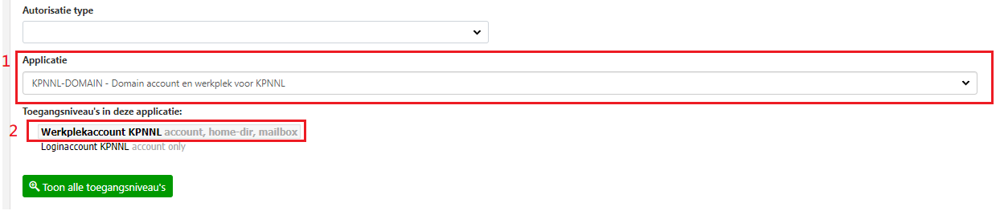 Autorisatie type
1
Applicatie
KPNNL-DOMAIN - Domain account en werkplek voor KPNNL
Toegangsniveau's in deze applicatie:
2
Werkplekaccount KPNNL account, home-dir, mailbox
Loginaccount KPNNL account only
Toon alle toegangsniveau's